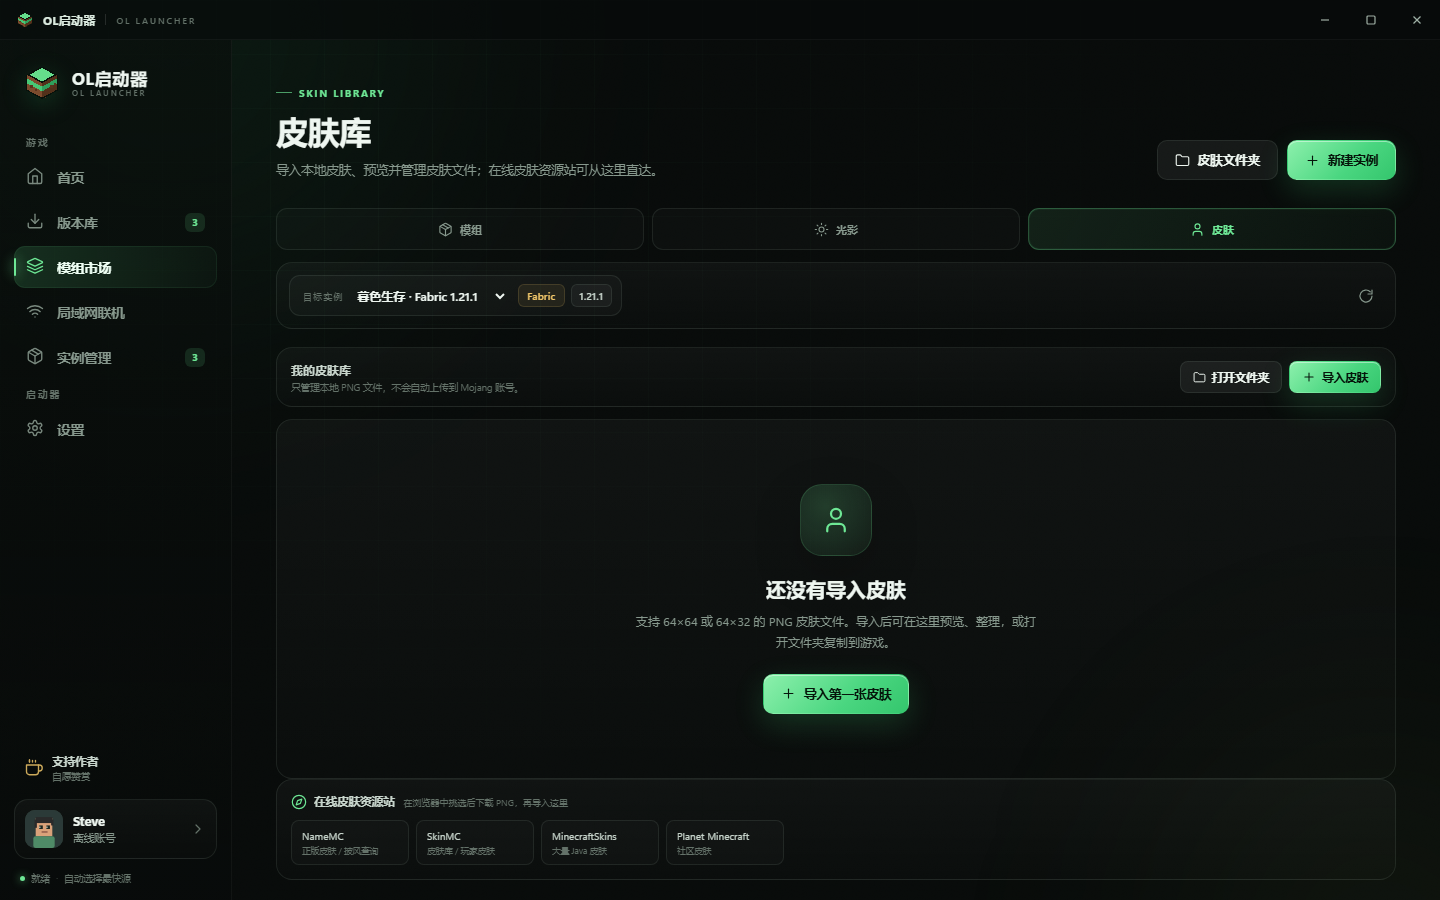 OL启动器 OL LAUNCHER
OL启动器
OL LAUNCHER
游戏
首页
版本库 3
模组市场
局域网联机
实例管理 3
启动器
设置
支持作者
自愿赞赏
Steve
离线账号
就绪 · 自动选择最快源
SKIN LIBRARY
皮肤库
导入本地皮肤、预览并管理皮肤文件；在线皮肤资源站可从这里直达。
皮肤文件夹
新建实例
模组
光影
皮肤
目标实例 暮色生存 · Fabric 1.21.1 Fabric 1.21.1
我的皮肤库
只管理本地 PNG 文件，不会自动上传到 Mojang 账号。
打开文件夹
导入皮肤
还没有导入皮肤
支持 64×64 或 64×32 的 PNG 皮肤文件。导入后可在这里预览、整理，或打
开文件夹复制到游戏。
导入第一张皮肤
在线皮肤资源站 在浏览器中挑选后下载 PNG，再导入这里
NameMC
正版皮肤 / 披风查询
SkinMC
皮肤库 / 玩家皮肤
MinecraftSkins
大量 Java 皮肤
Planet Minecraft
社区皮肤